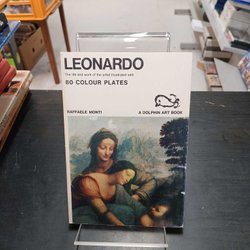 LEONARDO
The life and work of the artist illustrated with
80 COLOUR PLATES
RAFFAELE MONTI
A DOLPHIN ART BOOK